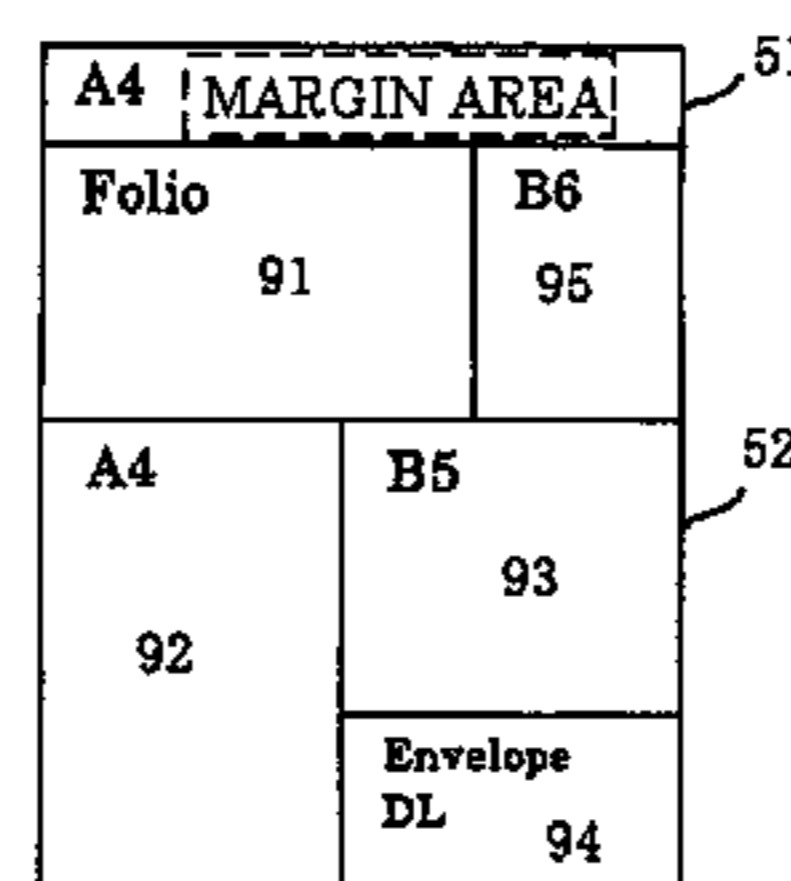 A4 MARGIN AREA
51
Folio
91
B6
95
A4
92
B5
93
52
Envelope
DL
94